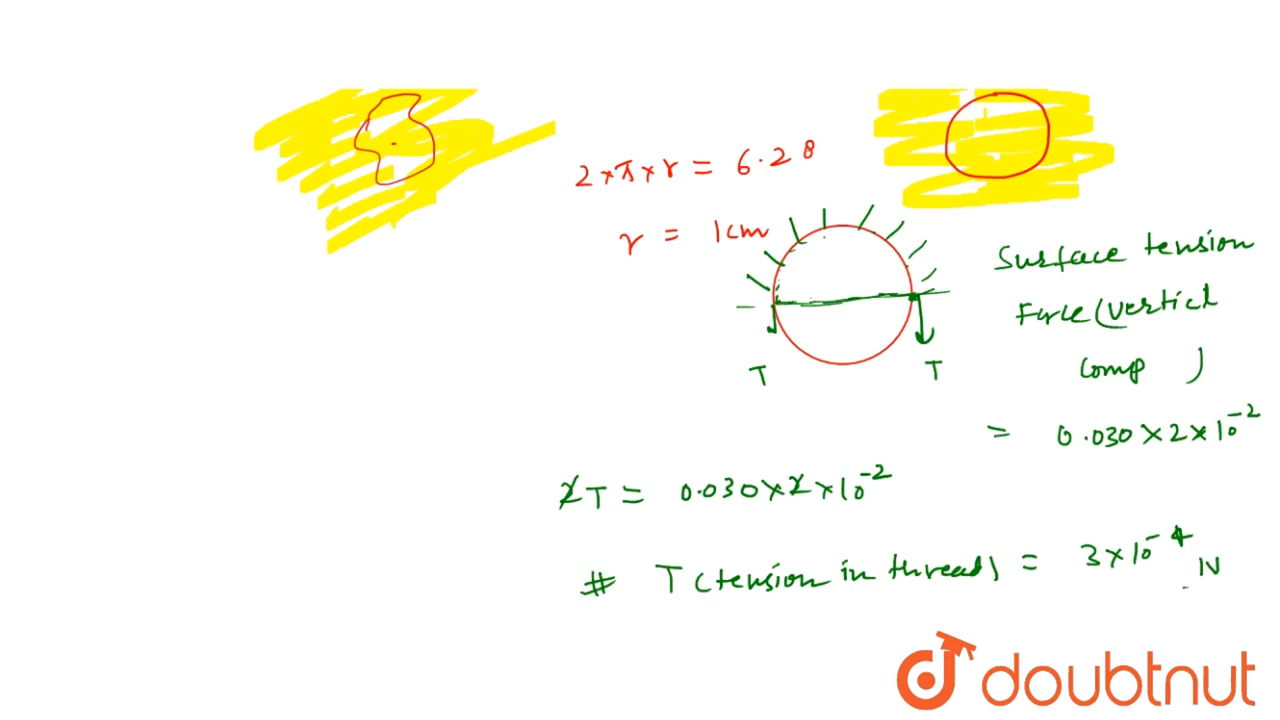 2×π×r = 6.28
r = 1cm
Surface tension
Force (vertical
comp )
T
T
= 0.030×2×10⁻²
2T = 0.030×2×10⁻²
# T (tension in thread) = 3×10⁻⁴ N
doubtnut